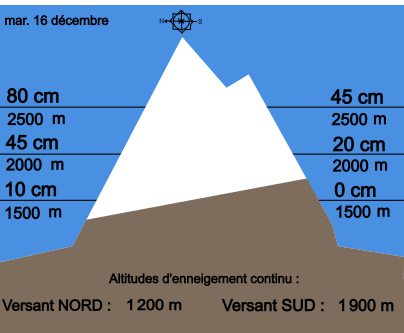 mar. 16 décembre
N S
80 cm 45 cm
2500 m 2500 m
45 cm 20 cm
2000 m 2000 m
10 cm 0 cm
1500 m 1500 m
Altitudes d'enneigement continu :
Versant NORD : 1200 m Versant SUD : 1900 m